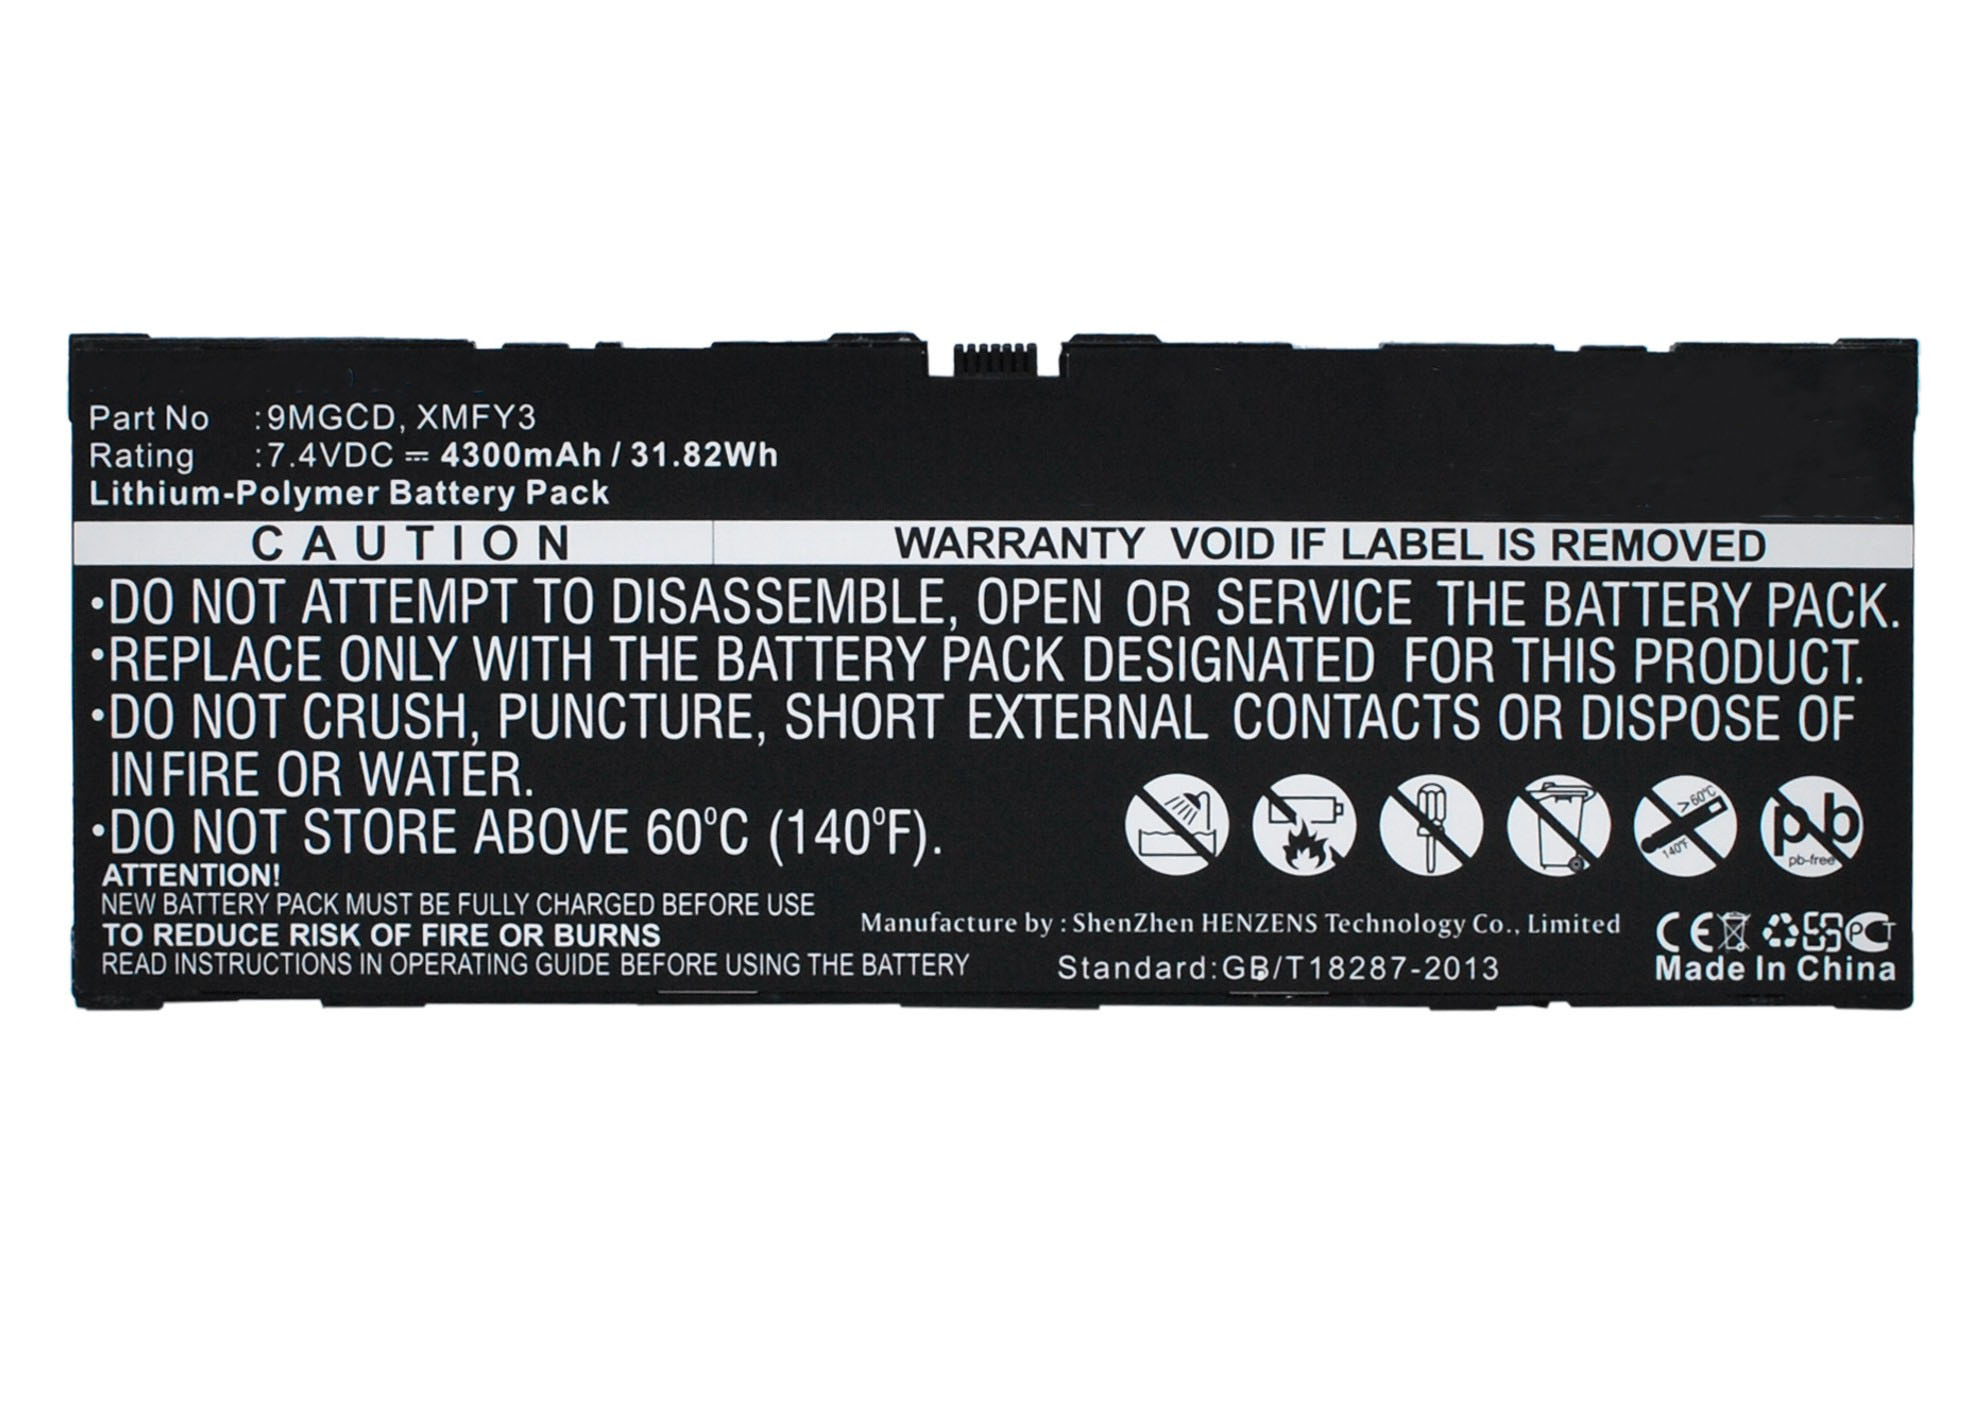 Part No :9MGCD, XMFY3
Rating :7.4VDC ⎓ 4300mAh / 31.82Wh
Lithium-Polymer Battery Pack
CAUTION WARRANTY VOID IF LABEL IS REMOVED
•DO NOT ATTEMPT TO DISASSEMBLE, OPEN OR SERVICE THE BATTERY PACK.
•REPLACE ONLY WITH THE BATTERY PACK DESIGNATED FOR THIS PRODUCT.
•DO NOT CRUSH, PUNCTURE, SHORT EXTERNAL CONTACTS OR DISPOSE OF
IN FIRE OR WATER.
•DO NOT STORE ABOVE 60°C (140°F).
>60°C
140°F
pb
pb-free
ATTENTION!
NEW BATTERY PACK MUST BE FULLY CHARGED BEFORE USE
TO REDUCE RISK OF FIRE OR BURNS
READ INSTRUCTIONS IN OPERATING GUIDE BEFORE USING THE BATTERY
Manufacture by : ShenZhen HENZENS Technology Co., Limited
Standard:GB/T18287-2013
CE PCT
Made In China